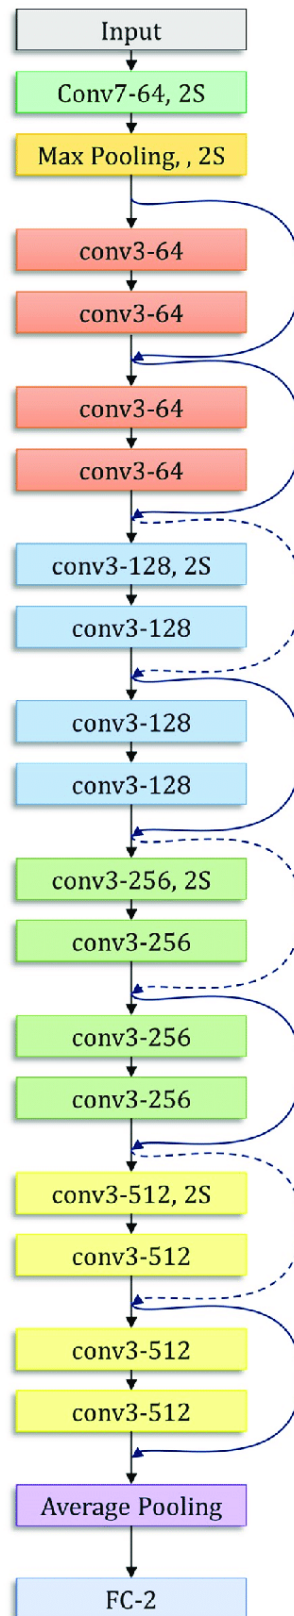 Input
Conv7-64, 2S
Max Pooling, , 2S
conv3-64
conv3-64
conv3-64
conv3-64
conv3-128, 2S
conv3-128
conv3-128
conv3-128
conv3-256, 2S
conv3-256
conv3-256
conv3-256
conv3-512, 2S
conv3-512
conv3-512
conv3-512
Average Pooling
FC-2